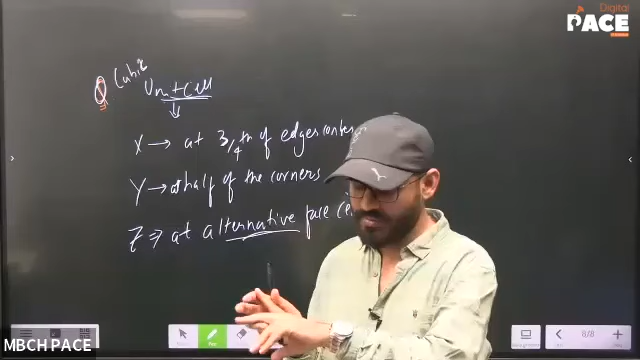 Digital
PACE
Q Cubic
Unit cell
X → at 3/4th of edges center
Y → at half of the corners
Z ⇒ at alternative face
MBCH PACE